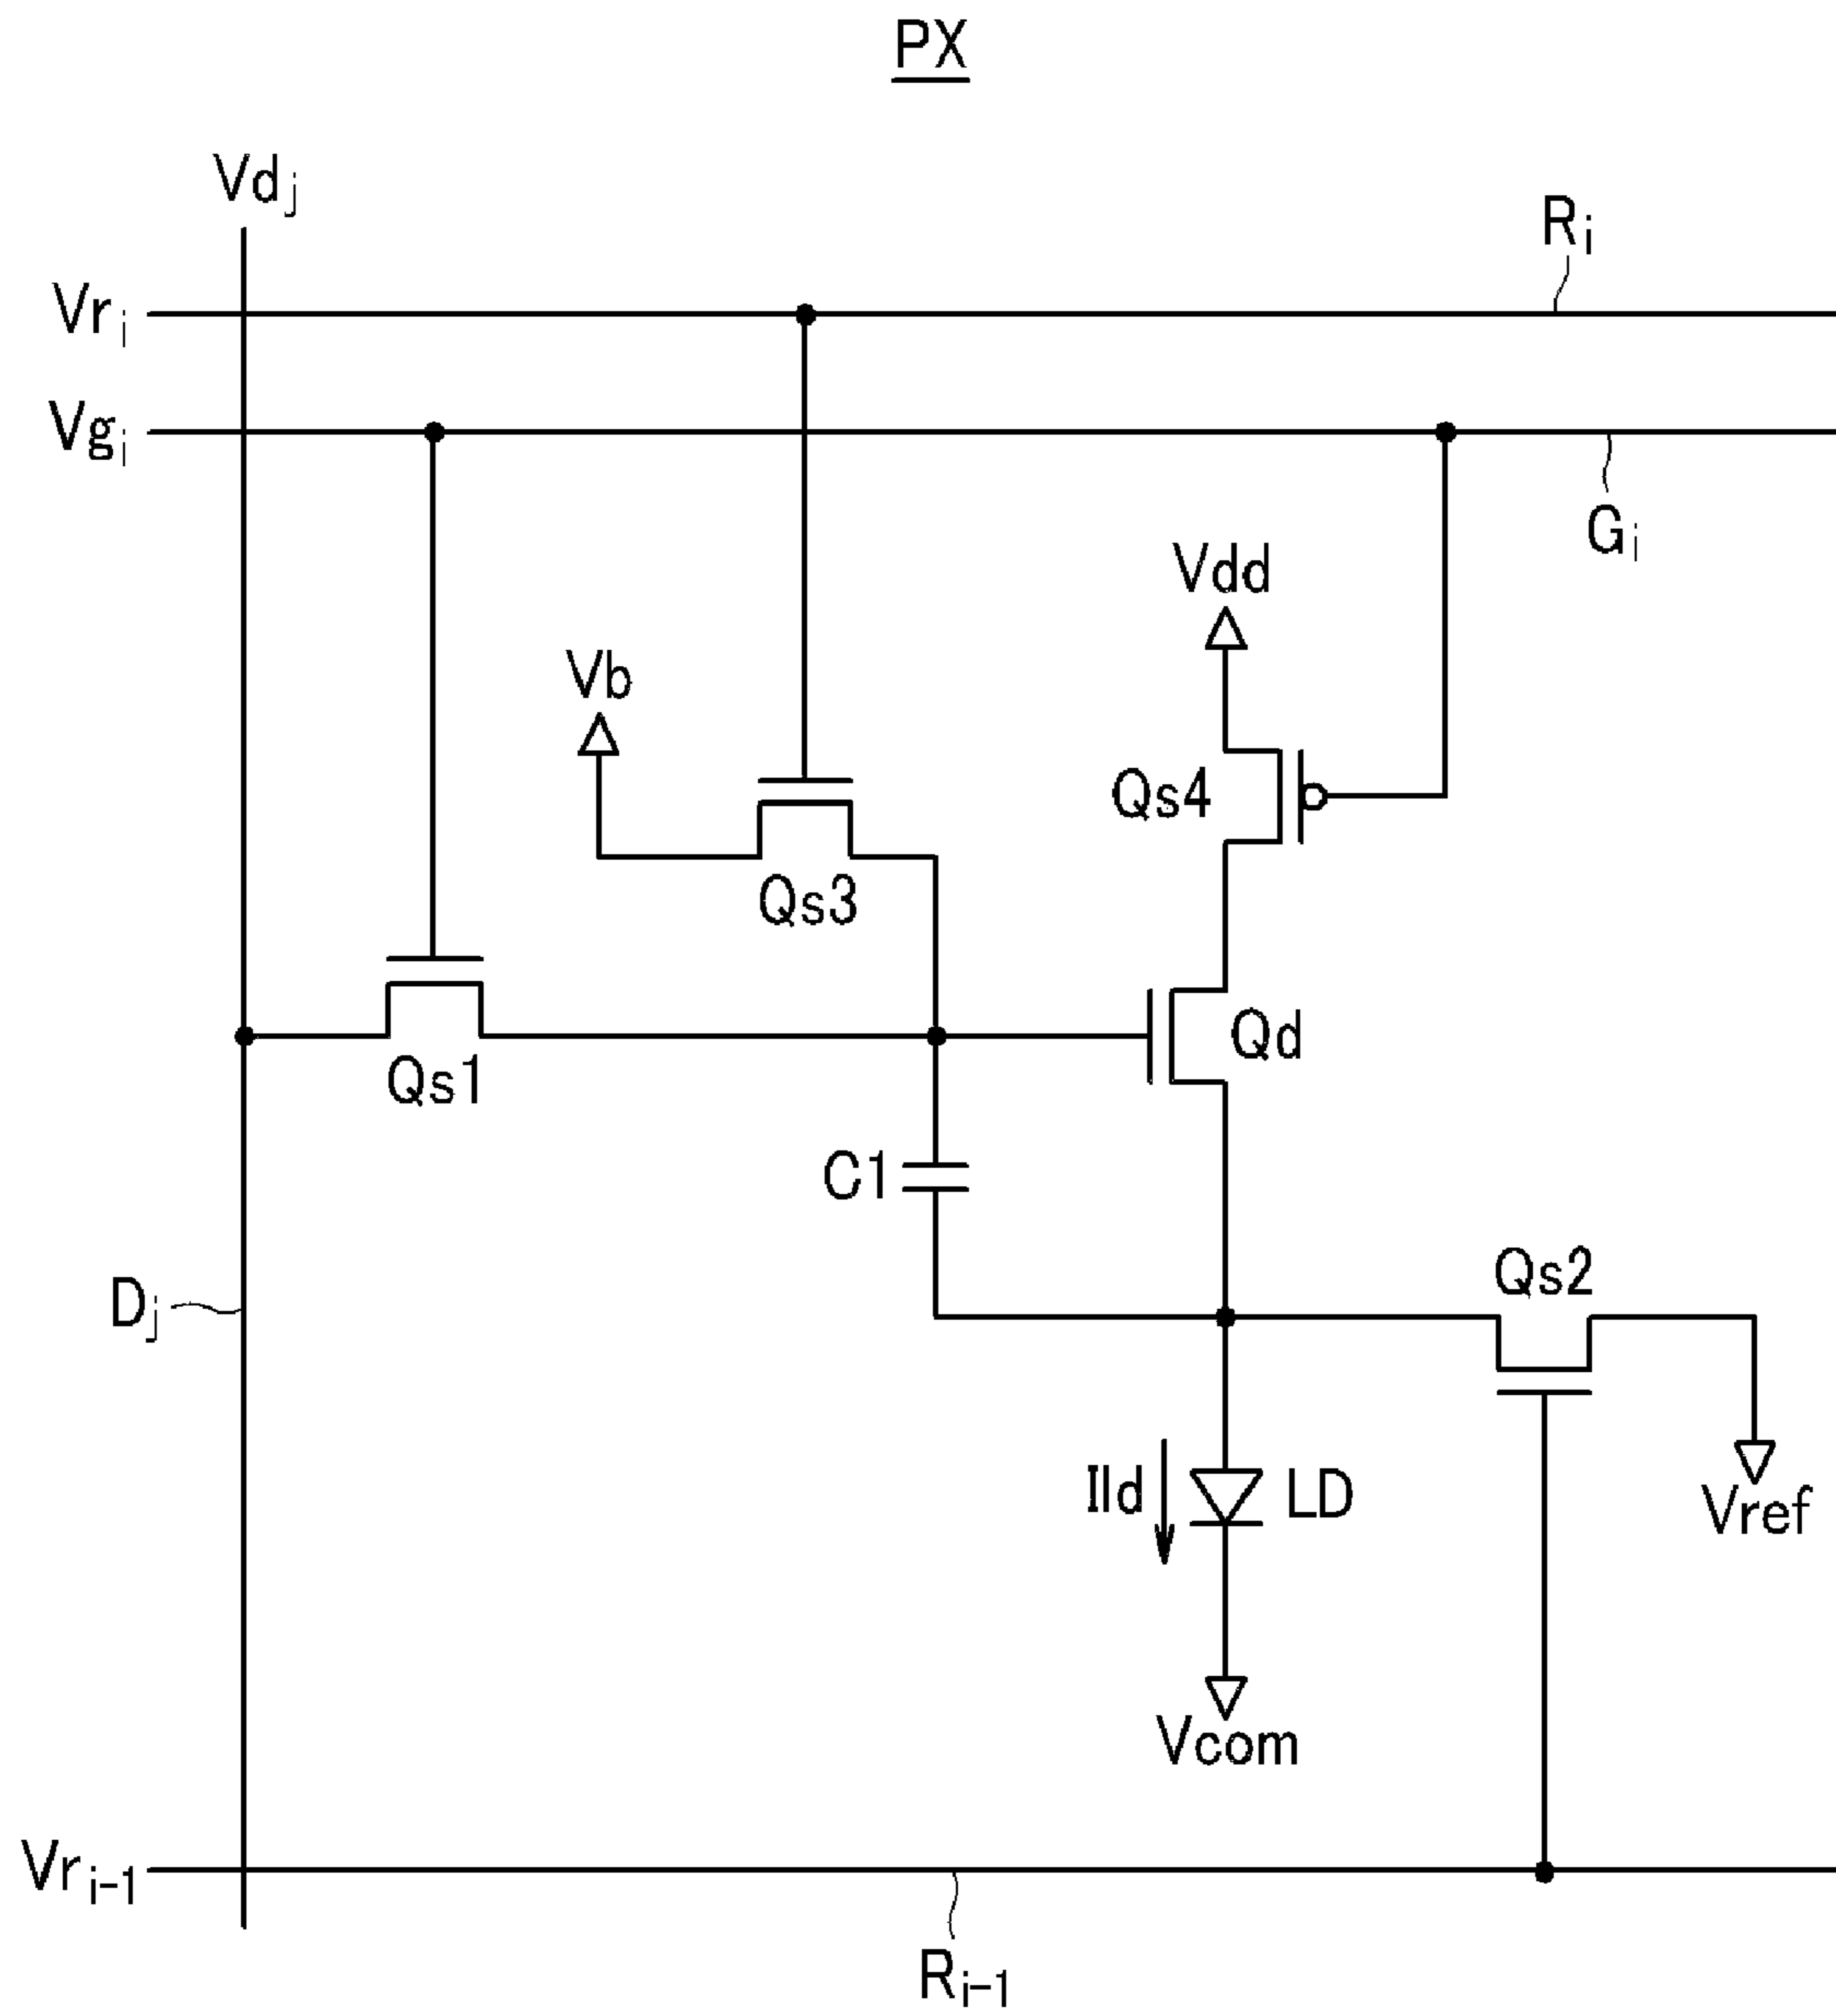 PX
Vdj
Ri
Vri
Vgi
Gi
Vdd
Vb
Qs4
Qs3
Qd
Qs1
C1
Qs2
Dj
Ild
LD
Vref
Vcom
Vri-1
Ri-1